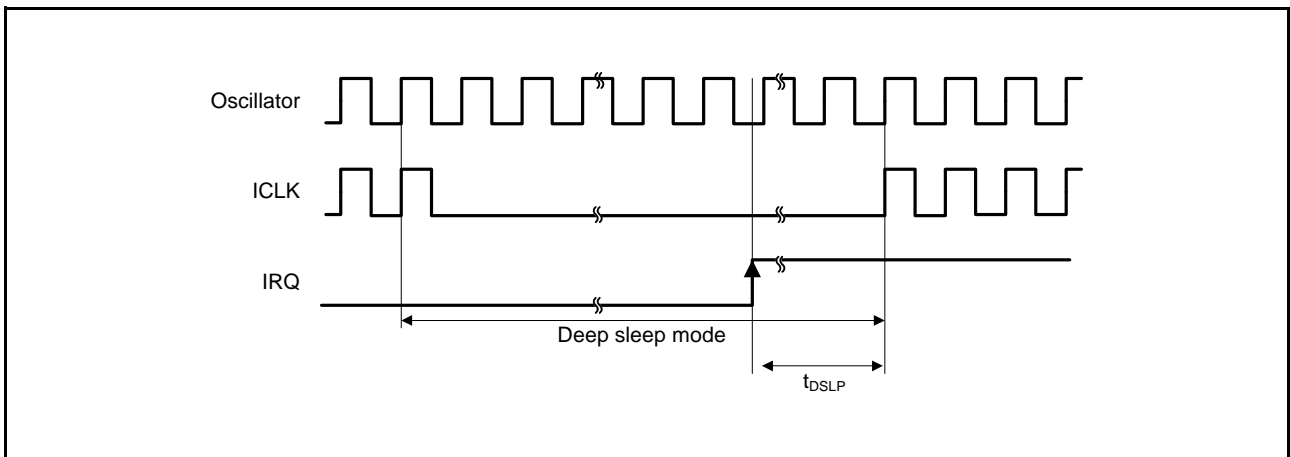 Oscillator
ICLK
IRQ
Deep sleep mode
tDSLP